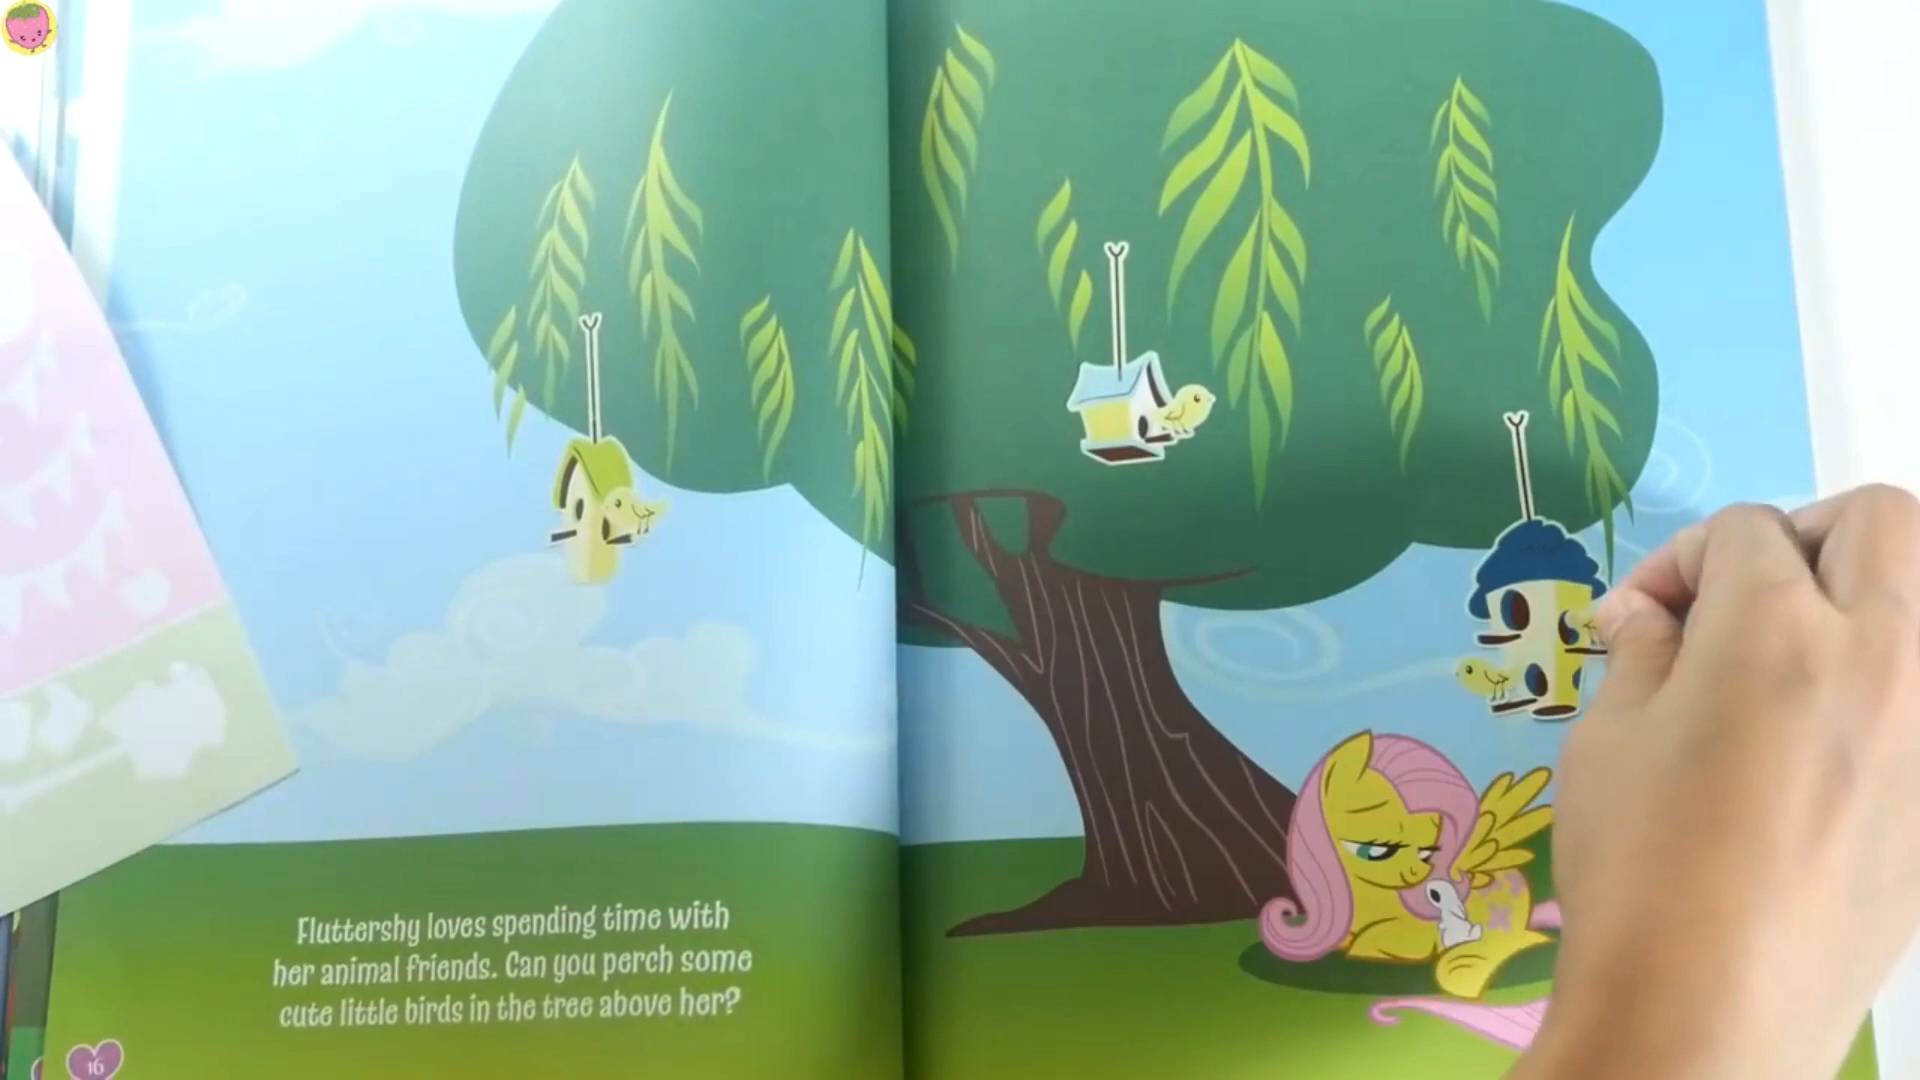 Fluttershy loves spending time with
her animal friends. Can you perch some
cute little birds in the tree above her?
16